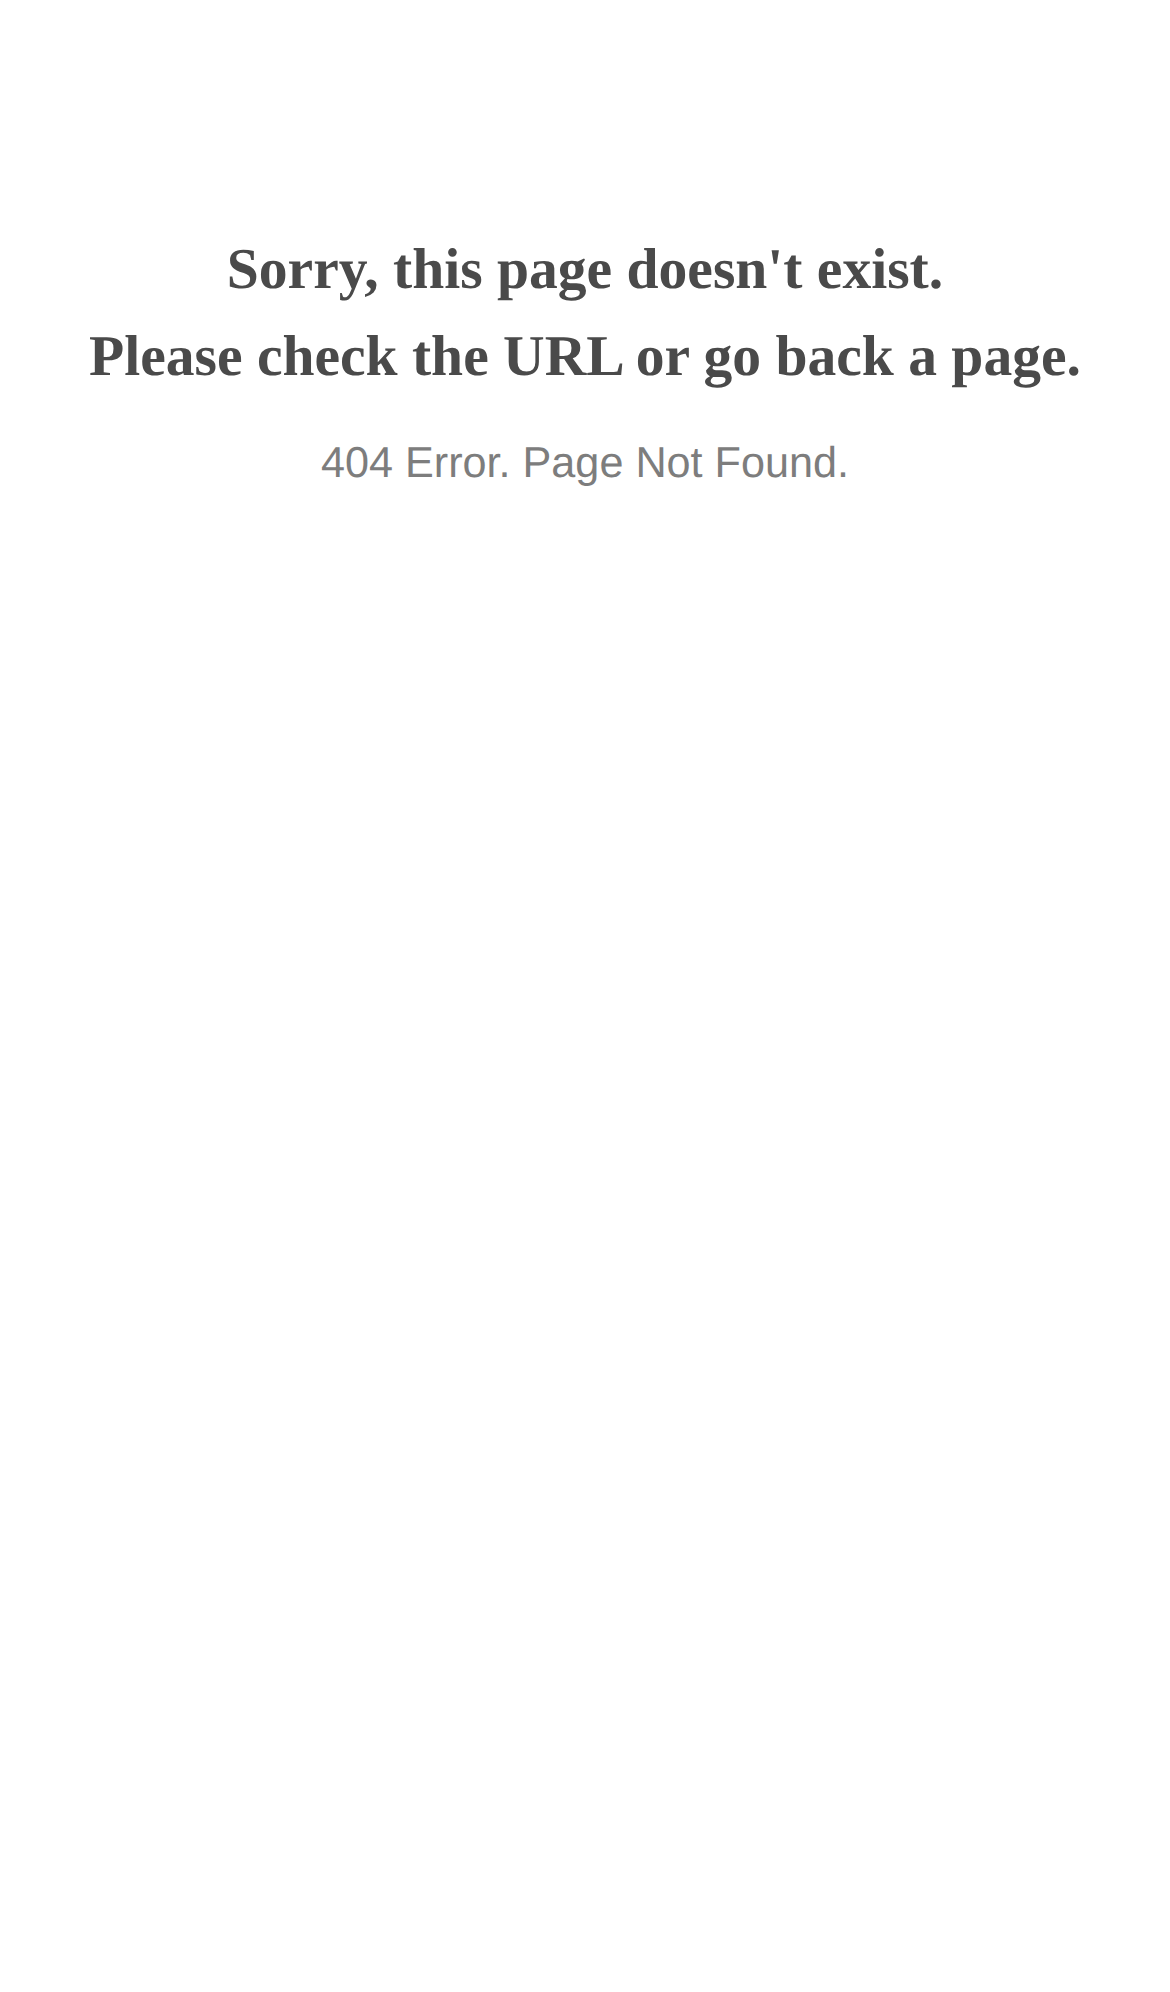 Sorry, this page doesn't exist.
Please check the URL or go back a page.
404 Error. Page Not Found.